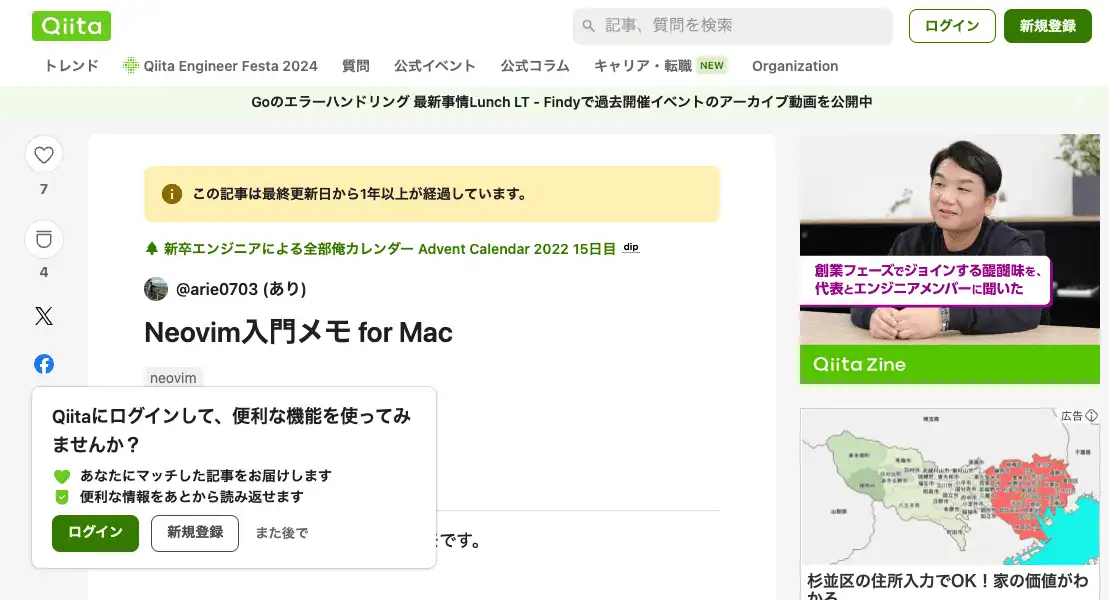 Qiita
記事、質問を検索
ログイン
新規登録
トレンド
Qiita Engineer Festa 2024
質問
公式イベント
公式コラム
キャリア・転職 NEW
Organization
Goのエラーハンドリング 最新事情Lunch LT - Findyで過去開催イベントのアーカイブ動画を公開中
7
4
この記事は最終更新日から1年以上が経過しています。
新卒エンジニアによる全部俺カレンダー Advent Calendar 2022 15日目 dip
@arie0703 (あり)
Neovim入門メモ for Mac
neovim
Qiitaにログインして、便利な機能を使ってみ
ませんか？
あなたにマッチした記事をお届けします
便利な情報をあとから読み返せます
ログイン
新規登録
また後で
です。
創業フェーズでジョインする醍醐味を、
代表とエンジニアメンバーに聞いた
Qiita Zine
広告
埼玉県
千葉県
山梨県
杉並区の住所入力でOK！家の価値がわ
かる